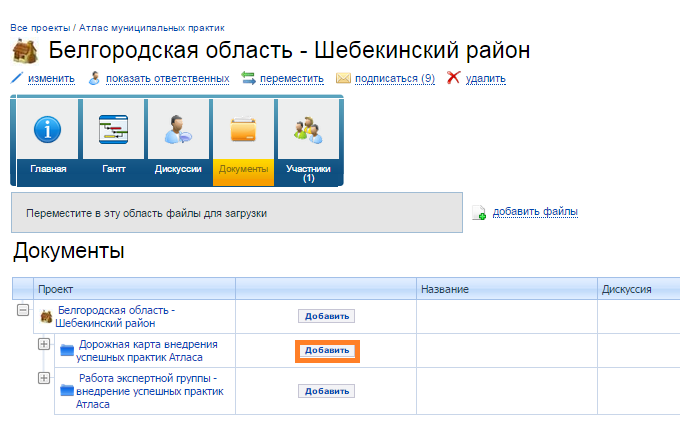 Все проекты / Атлас муниципальных практик
Белгородская область - Шебекинский район
изменить показать ответственных переместить подписаться (9) удалить
Главная Гантт Дискуссии Документы Участники
(1)
Переместите в эту область файлы для загрузки
добавить файлы
Документы
Проект Название Дискуссия
Белгородская область -
Шебекинский район
Добавить
Дорожная карта внедрения
успешных практик Атласа
Добавить
Работа экспертной группы -
внедрение успешных практик
Атласа
Добавить